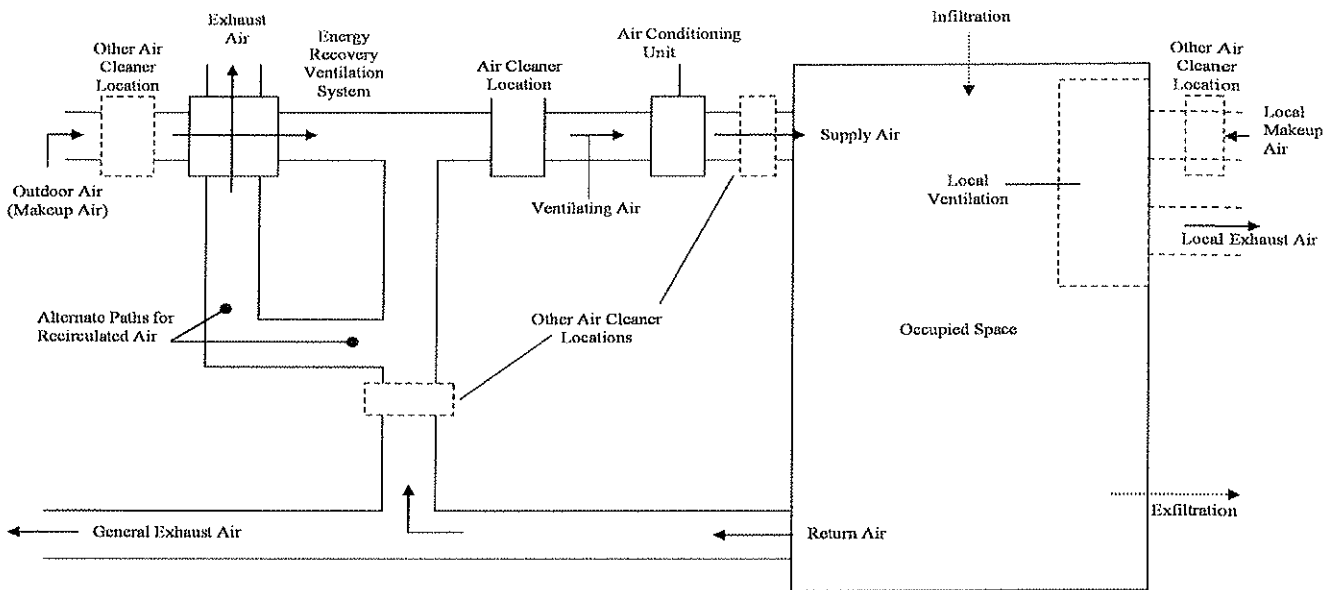 Exhaust
Air
Energy
Recovery
Ventilation
System
Other Air
Cleaner
Location
Air Cleaner
Location
Air Conditioning
Unit
Infiltration
Other Air
Cleaner
Location
Supply Air
Local
Makeup
Air
Outdoor Air
(Makeup Air)
Ventilating Air
Local
Ventilation
Local Exhaust Air
Alternate Paths for
Recirculated Air
Other Air Cleaner
Locations
Occupied Space
Exfiltration
General Exhaust Air
Return Air